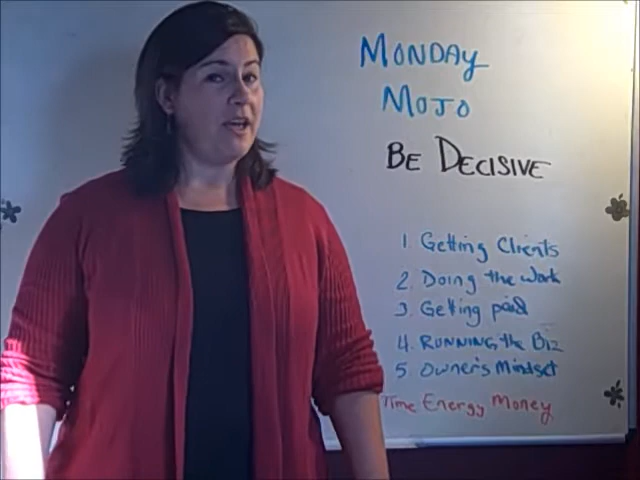 MONDAY
MOJO
BE DECISIVE
1 Getting Clients
2. Doing the work
3. Getting paid
4. RUNNING the Biz
5 Owner's Mindset
Time Energy Money